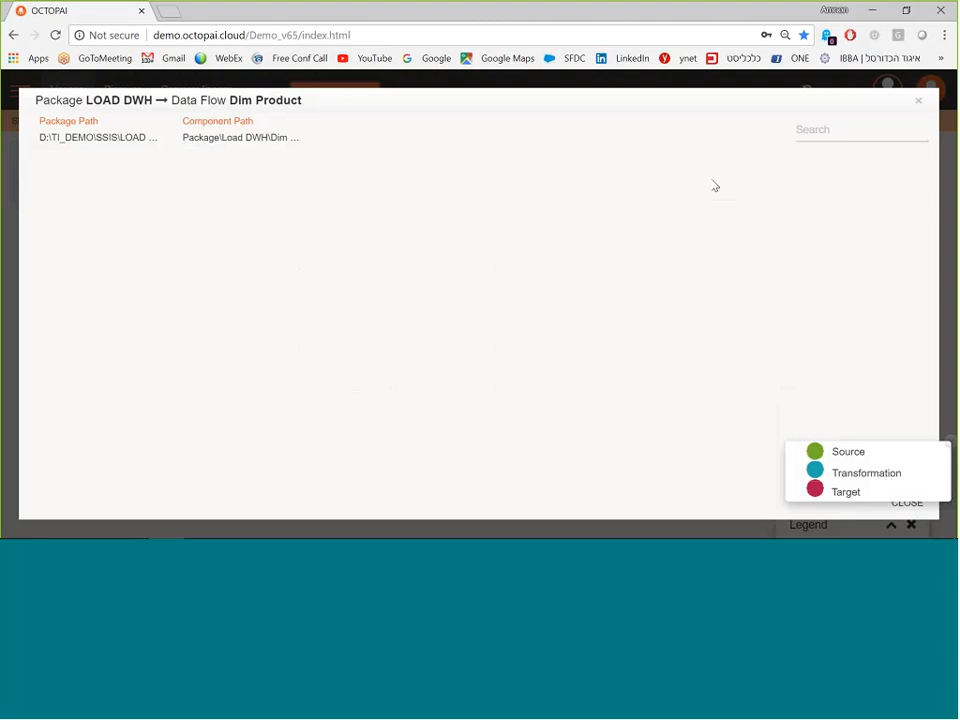 OCTOPAI
Amnon
Not secure demo.octopai.cloud/Demo_v65/index.html
Apps GoToMeeting Gmail WebEx Free Conf Call YouTube Google Google Maps SFDC LinkedIn ynet כלכליסט ONE איגוד הכדורסל | IBBA »
Package LOAD DWH → Data Flow Dim Product
Package Path Component Path
D:\TI_DEMO\SSIS\LOAD ... Package\Load DWH\Dim ...
Search
Source
Transformation
Target
CLOSE
Legend